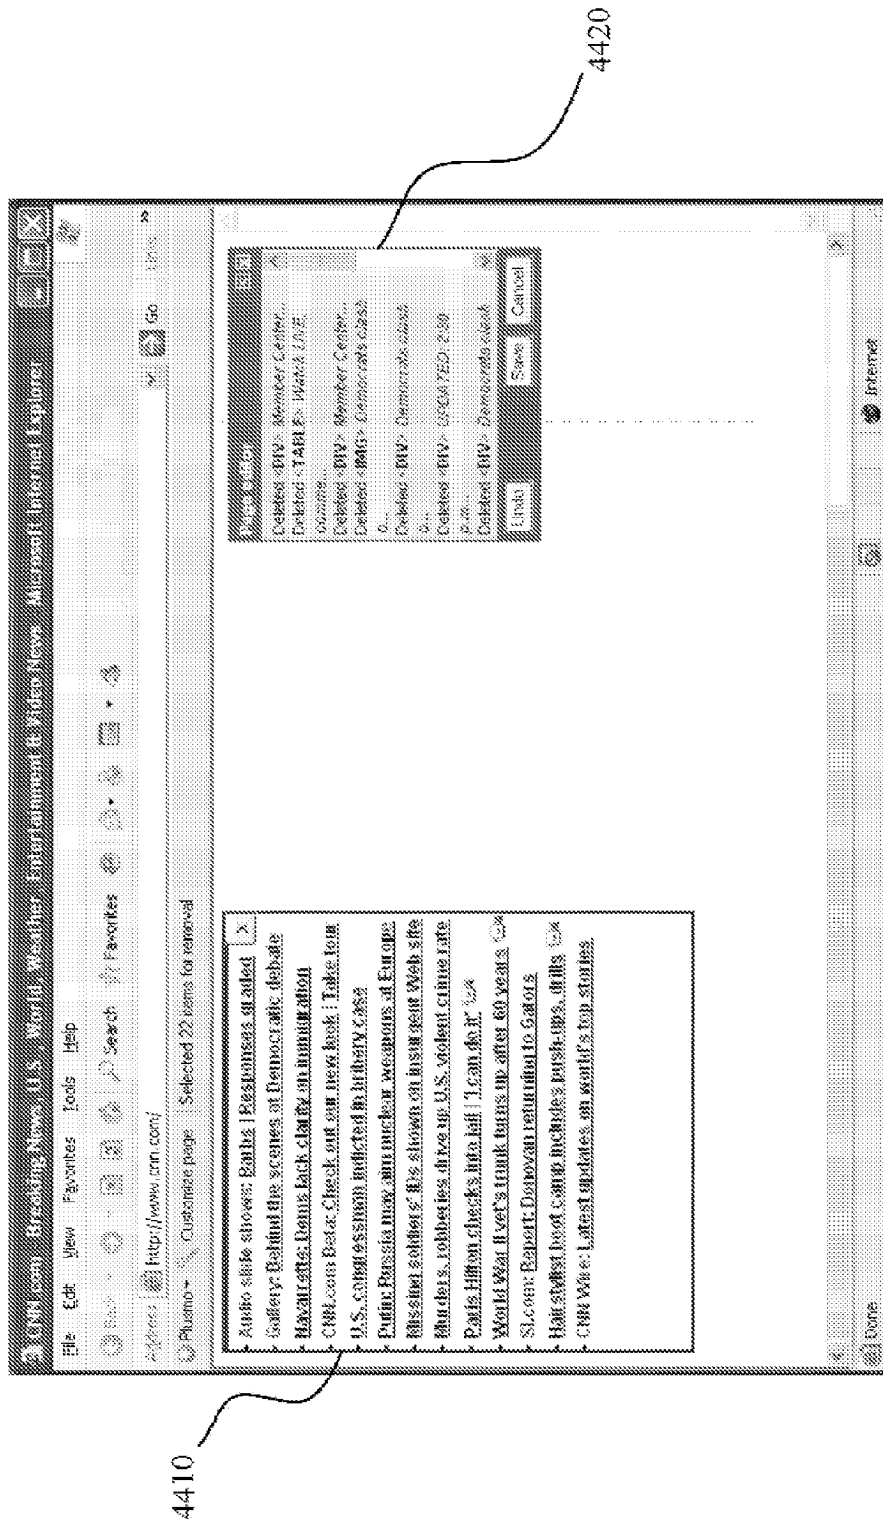 CNN.com - Breaking News, U.S., World, Weather, Entertainment & Video News - Microsoft Internet Explorer
File Edit View Favorites Tools Help
Back Search Favorites
Address http://www.cnn.com/ Go Links »
Plusmo Customize page Selected 22 items for removal
Audio slide shows: Barbs | Responses graded
Gallery: Behind the scenes at Democratic debate
Navarrette: Dems lack clarity on immigration
CNN.com Beta: Check out our new look | Take tour
U.S. congressman indicted in bribery case
Putin: Russia may aim nuclear weapons at Europe
Missing soldiers' IDs shown on insurgent Web site
Murders, robberies drive up U.S. violent crime rate
Paris Hilton checks into jail | 'I can do it'
World War II vet's trunk turns up after 60 years
SI.com: Report: Donovan returning to Gators
Hair stylist boot camp includes push-ups, drills
CNN Wire: Latest updates on world's top stories
X
Page Editor
Deleted <DIV> Member Center...
Deleted <TABLE> Watch LIVE,
comme...
Deleted <DIV> Member Center...
Deleted <IMG> Democrats clash
o...
Deleted <DIV> Democrats clash
o...
Deleted <DIV> UPDATED: 2:30
p.m....
Deleted <DIV> Democrats clash
Undo Save Cancel
Done Internet
4410
4420